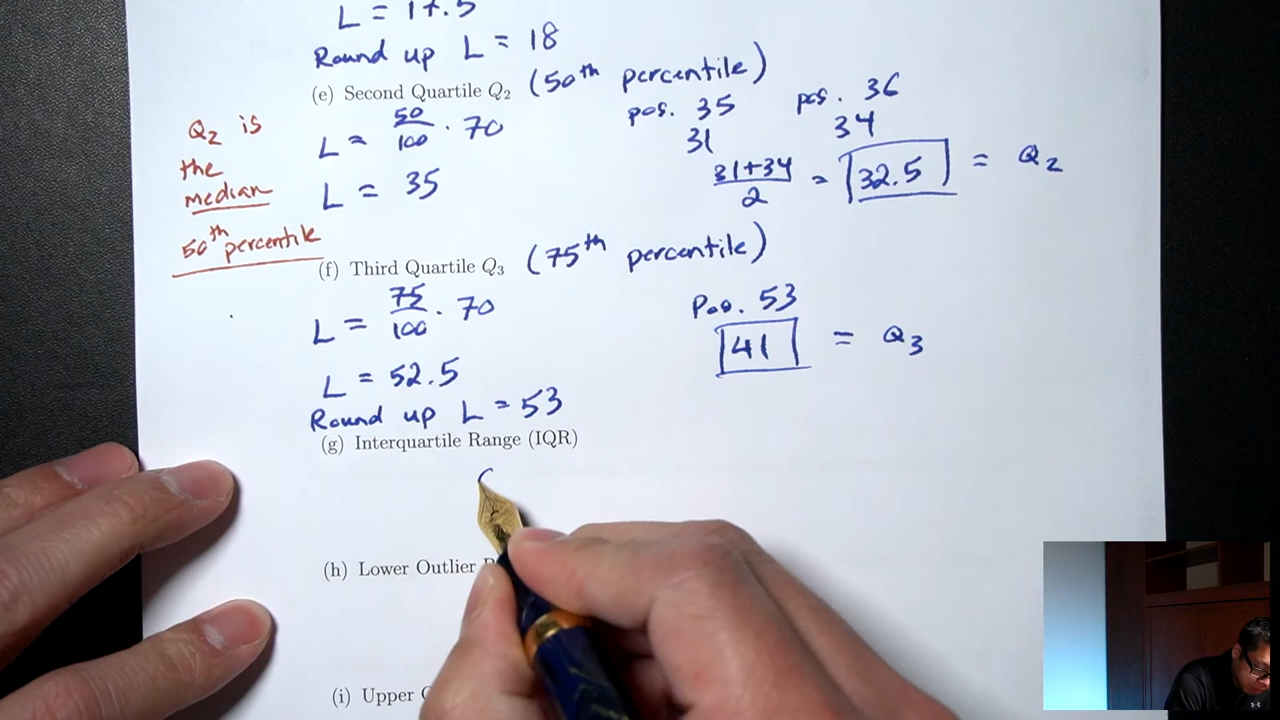 L = 17.5
Round up L = 18
(e) Second Quartile Q2 (50th percentile)
pos. 35 pos. 36
31 34
L = 50/100 · 70
31+34/2 = 32.5 = Q2
L = 35
Q2 is
the
median
50th percentile
(f) Third Quartile Q3 (75th percentile)
L = 75/100 · 70
Pos. 53
41 = Q3
L = 52.5
Round up L = 53
(g) Interquartile Range (IQR)
(h) Lower Outlier
(i) Upper